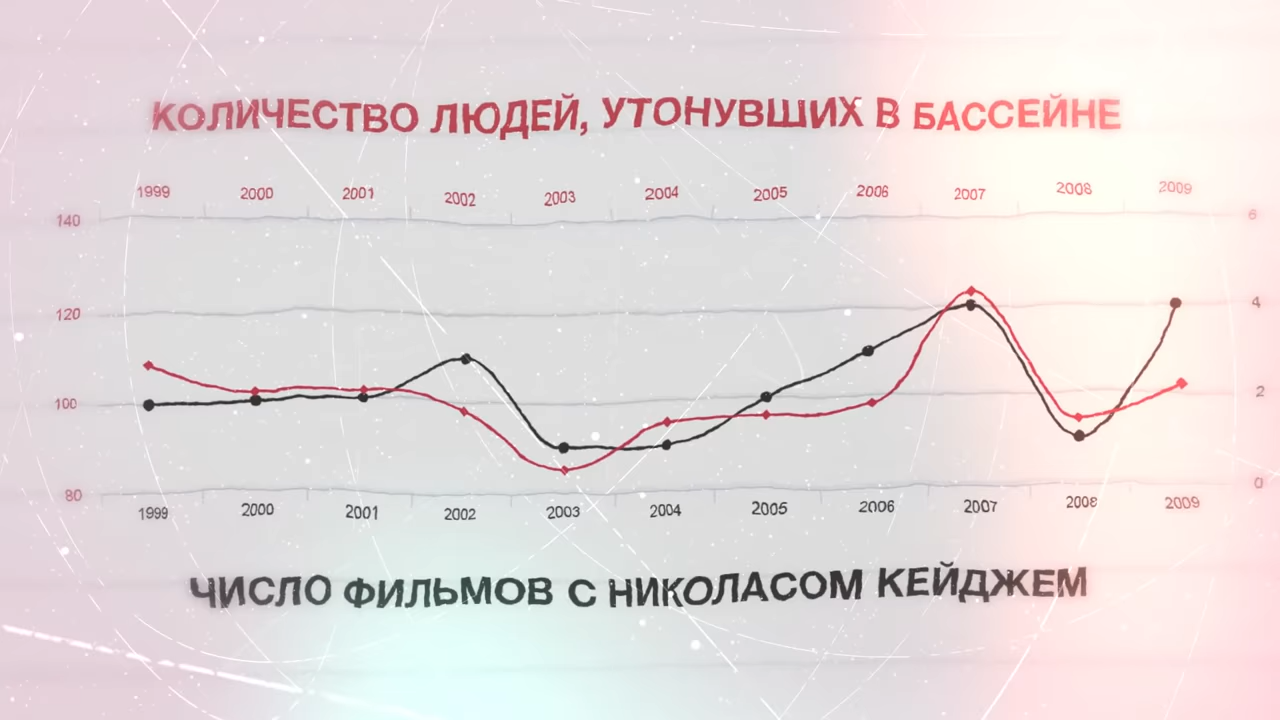 КОЛИЧЕСТВО ЛЮДЕЙ, УТОНУВШИХ В БАССЕЙНЕ
1999 2000 2001 2002 2003 2004 2005 2006 2007 2008 2009
140 6
120 4
100 2
80 0
1999 2000 2001 2002 2003 2004 2005 2006 2007 2008 2009
ЧИСЛО ФИЛЬМОВ С НИКОЛАСОМ КЕЙДЖЕМ